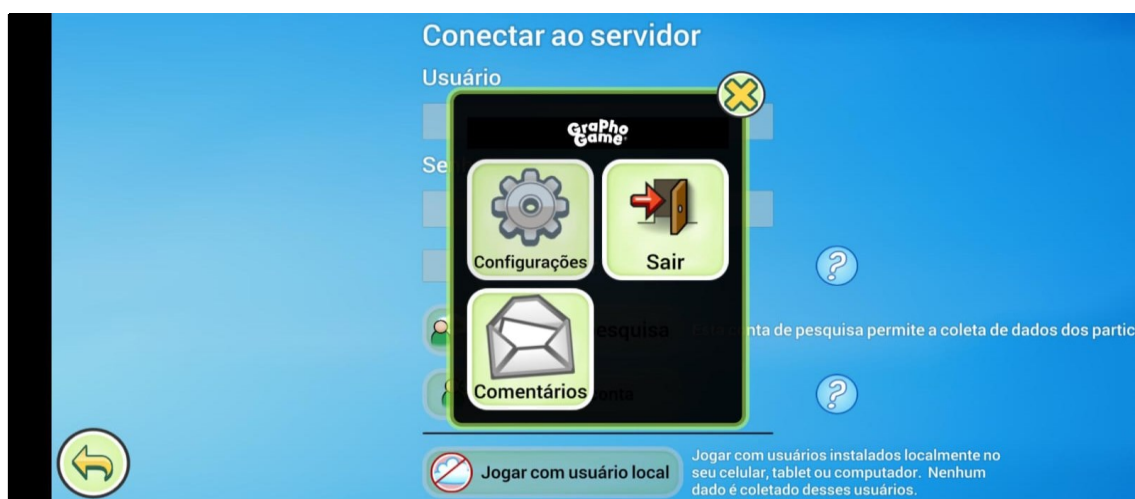 Conectar ao servidor
Usuário
Se
GraPho
Game
Configurações
Sair
esquisa
nta de pesquisa permite a coleta de dados dos partic
Comentários
onta
Jogar com usuário local
Jogar com usuários instalados localmente no
seu celular, tablet ou computador. Nenhum
dado é coletado desses usuários.